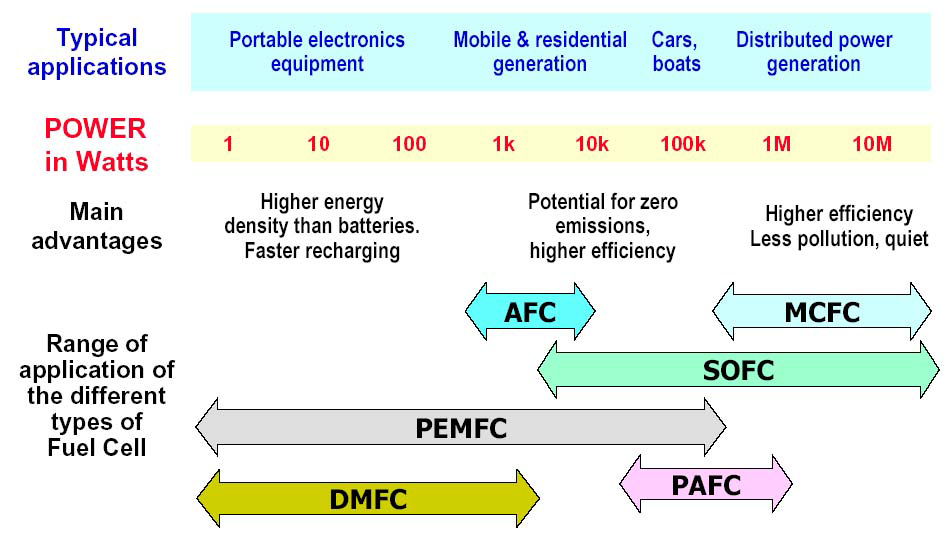 Typical
applications
Portable electronics
equipment
Mobile & residential
generation
Cars,
boats
Distributed power
generation
POWER
in Watts
1 10 100 1k 10k 100k 1M 10M
Main
advantages
Higher energy
density than batteries.
Faster recharging
Potential for zero
emissions,
higher efficiency
Higher efficiency
Less pollution, quiet
Range of
application of
the different
types of
Fuel Cell
AFC
MCFC
SOFC
PEMFC
PAFC
DMFC